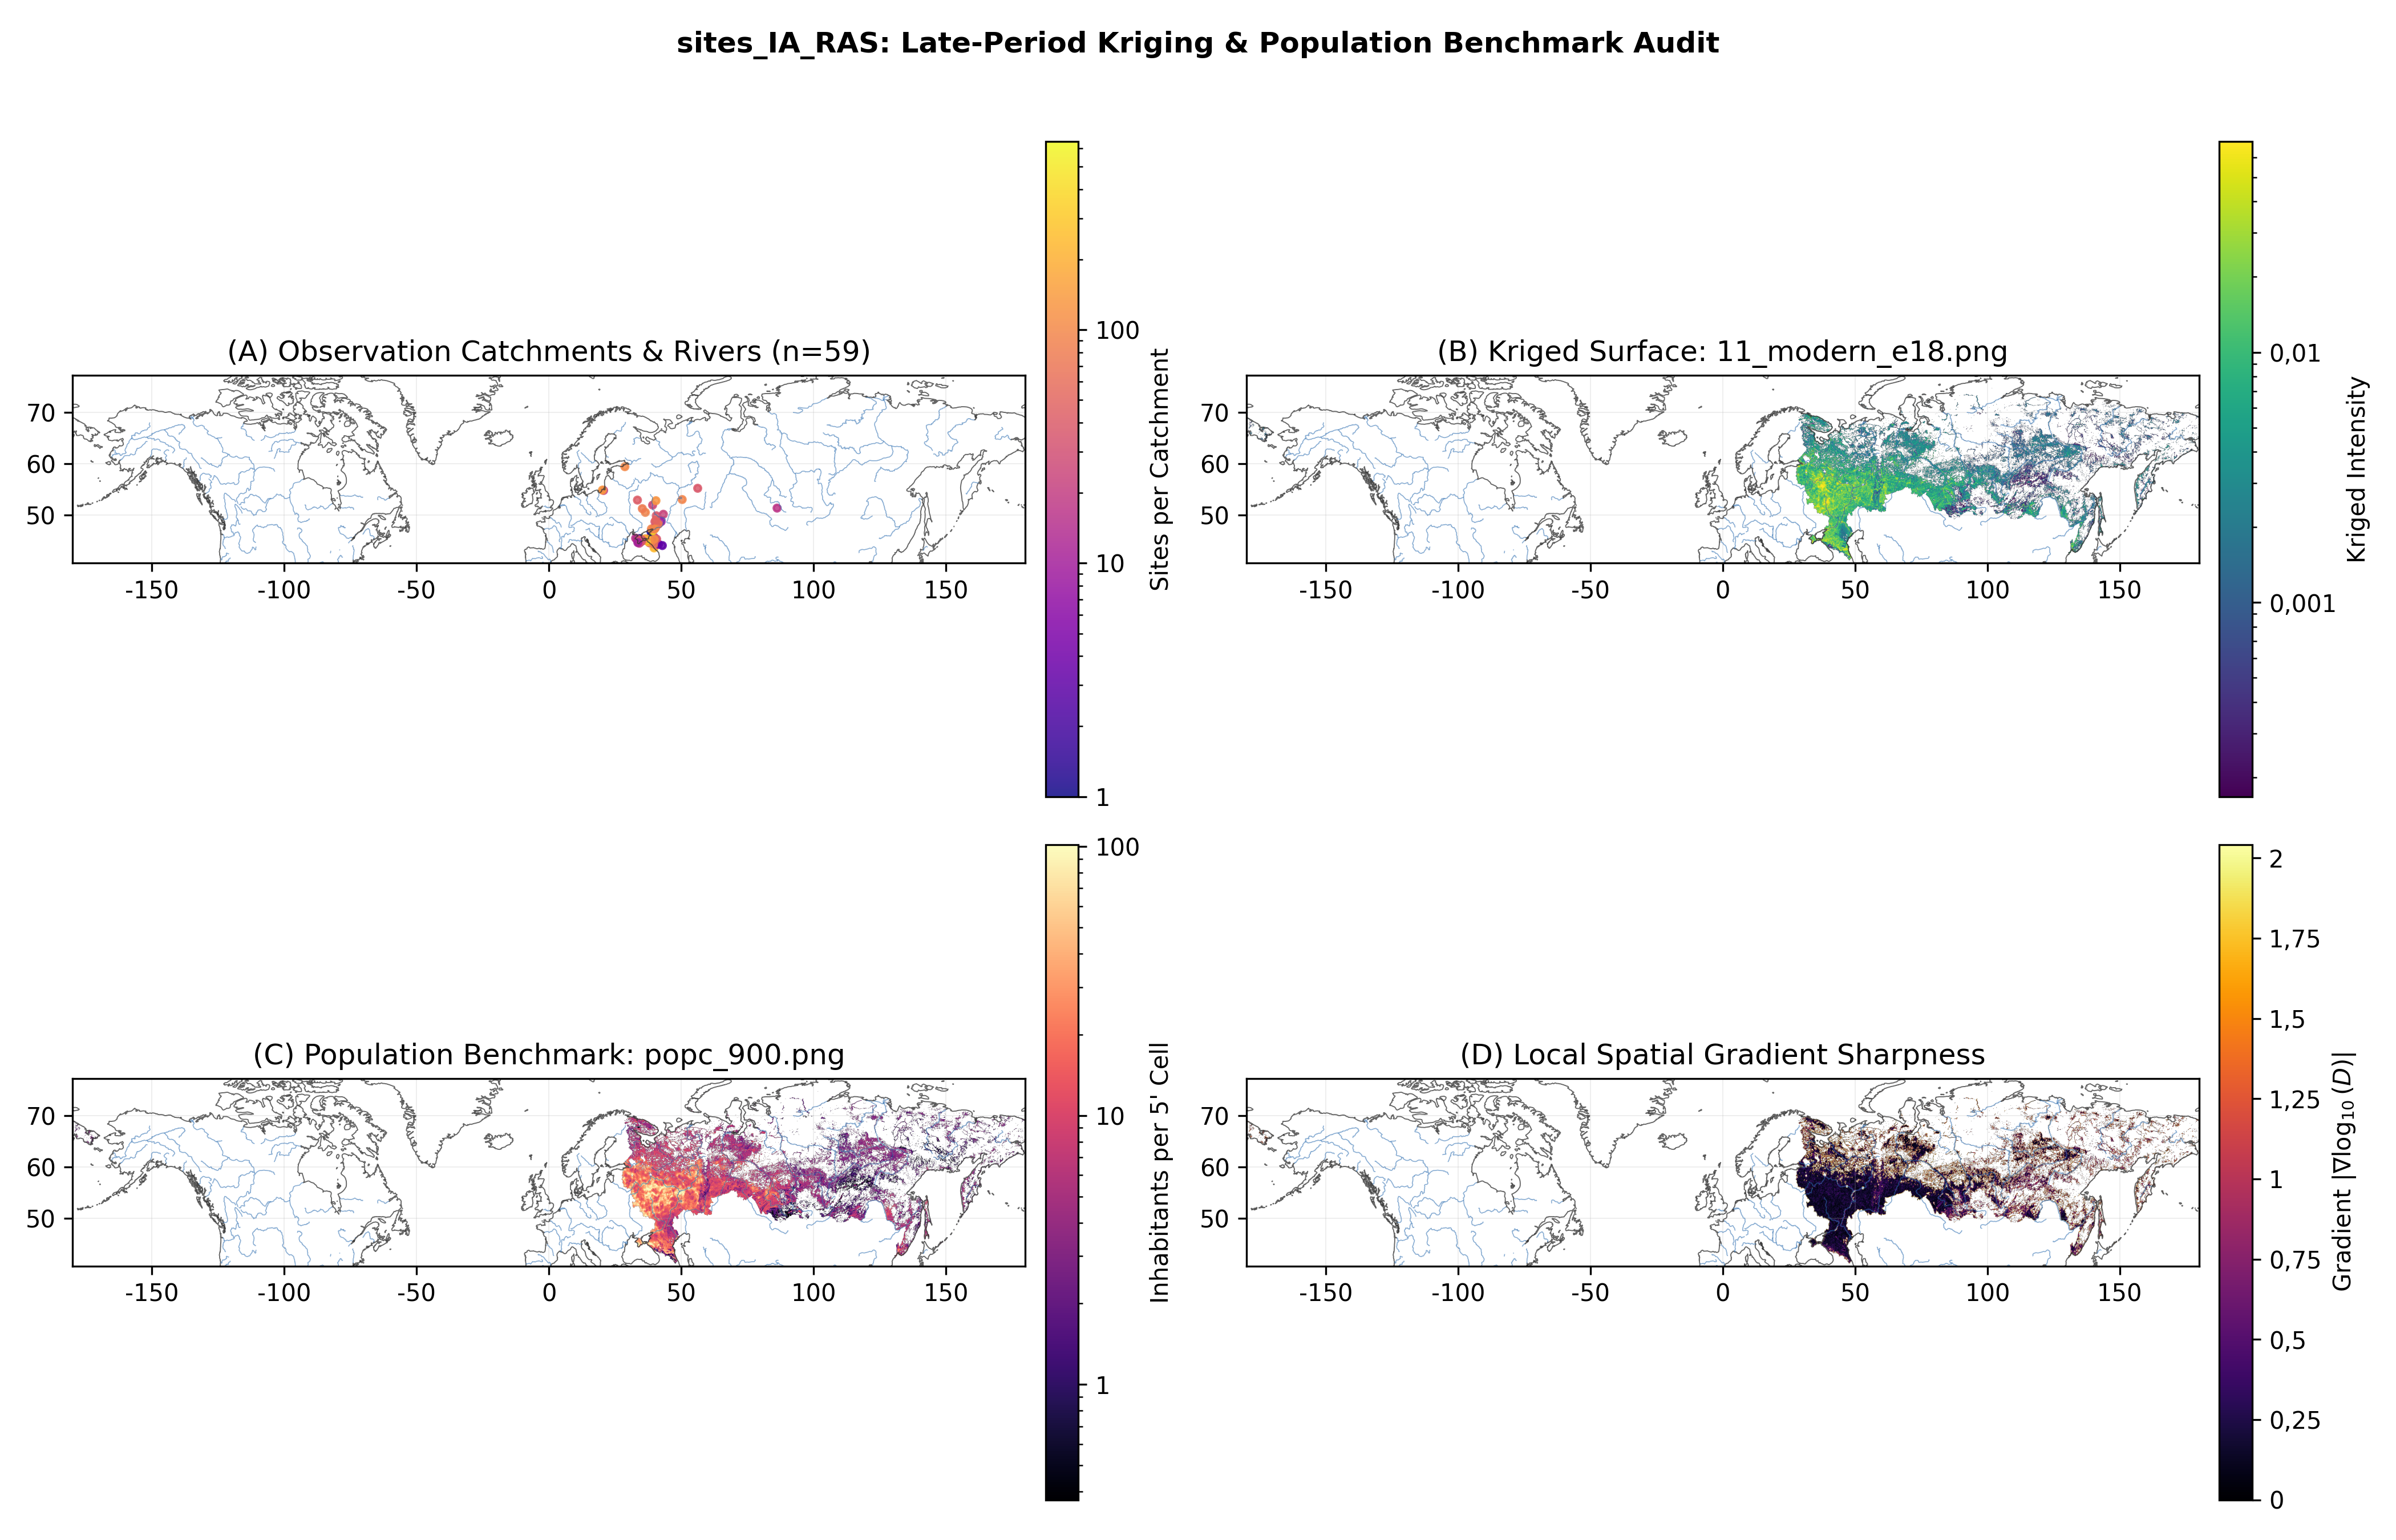 sites_IA_RAS: Late-Period Kriging & Population Benchmark Audit
(A) Observation Catchments & Rivers (n=59)
70
60
50
-150 -100 -50 0 50 100 150
100
10
1
Sites per Catchment
(B) Kriged Surface: 11_modern_e18.png
70
60
50
-150 -100 -50 0 50 100 150
0,01
0,001
Kriged Intensity
(C) Population Benchmark: popc_900.png
70
60
50
-150 -100 -50 0 50 100 150
100
10
1
Inhabitants per 5' Cell
(D) Local Spatial Gradient Sharpness
70
60
50
-150 -100 -50 0 50 100 150
2
1,75
1,5
1,25
1
0,75
0,5
0,25
0
Gradient |∇log₁₀(D)|